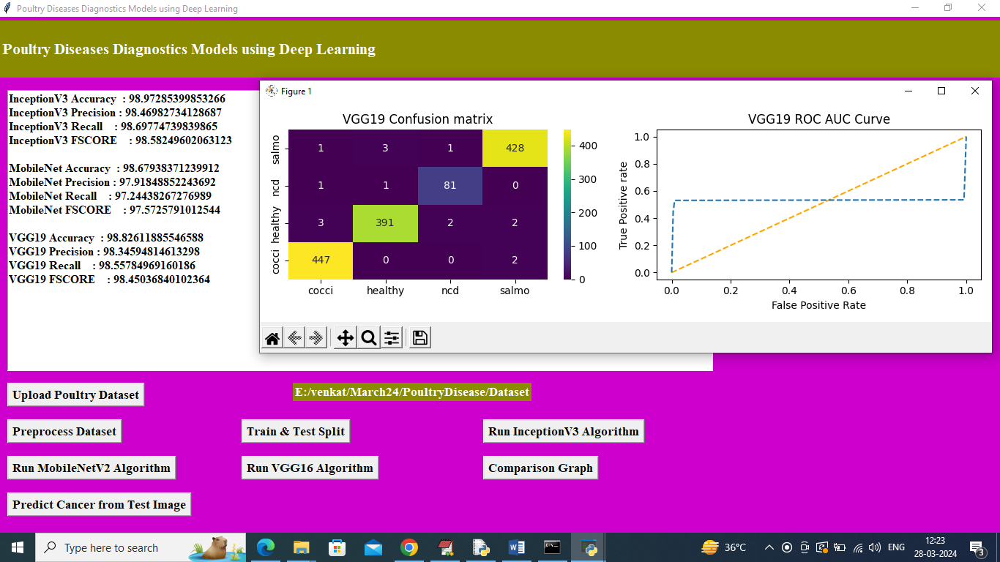 Poultry Diseases Diagnostics Models using Deep Learning
Poultry Diseases Diagnostics Models using Deep Learning
InceptionV3 Accuracy : 98.97285399853266
InceptionV3 Precision : 98.46982734128687
InceptionV3 Recall : 98.69774739839865
InceptionV3 FSCORE : 98.58249602063123
MobileNet Accuracy : 98.67938371239912
MobileNet Precision : 97.91848852243692
MobileNet Recall : 97.24438267276989
MobileNet FSCORE : 97.5725791012544
VGG19 Accuracy : 98.82611885546588
VGG19 Precision : 98.34594814613298
VGG19 Recall : 98.55784969160186
VGG19 FSCORE : 98.45036840102364
Figure 1
VGG19 Confusion matrix
salmo
1 3 1 428
ncd
1 1 81 0
healthy
3 391 2 2
cocci
447 0 0 2
cocci healthy ncd salmo
400
300
200
100
0
VGG19 ROC AUC Curve
True Positive rate
1.0
0.8
0.6
0.4
0.2
0.0
0.0 0.2 0.4 0.6 0.8 1.0
False Positive Rate
Upload Poultry Dataset
E:/venkat/March24/PoultryDisease/Dataset
Preprocess Dataset
Train & Test Split
Run InceptionV3 Algorithm
Run MobileNetV2 Algorithm
Run VGG16 Algorithm
Comparison Graph
Predict Cancer from Test Image
Type here to search
36°C
ENG
12:23
28-03-2024
3